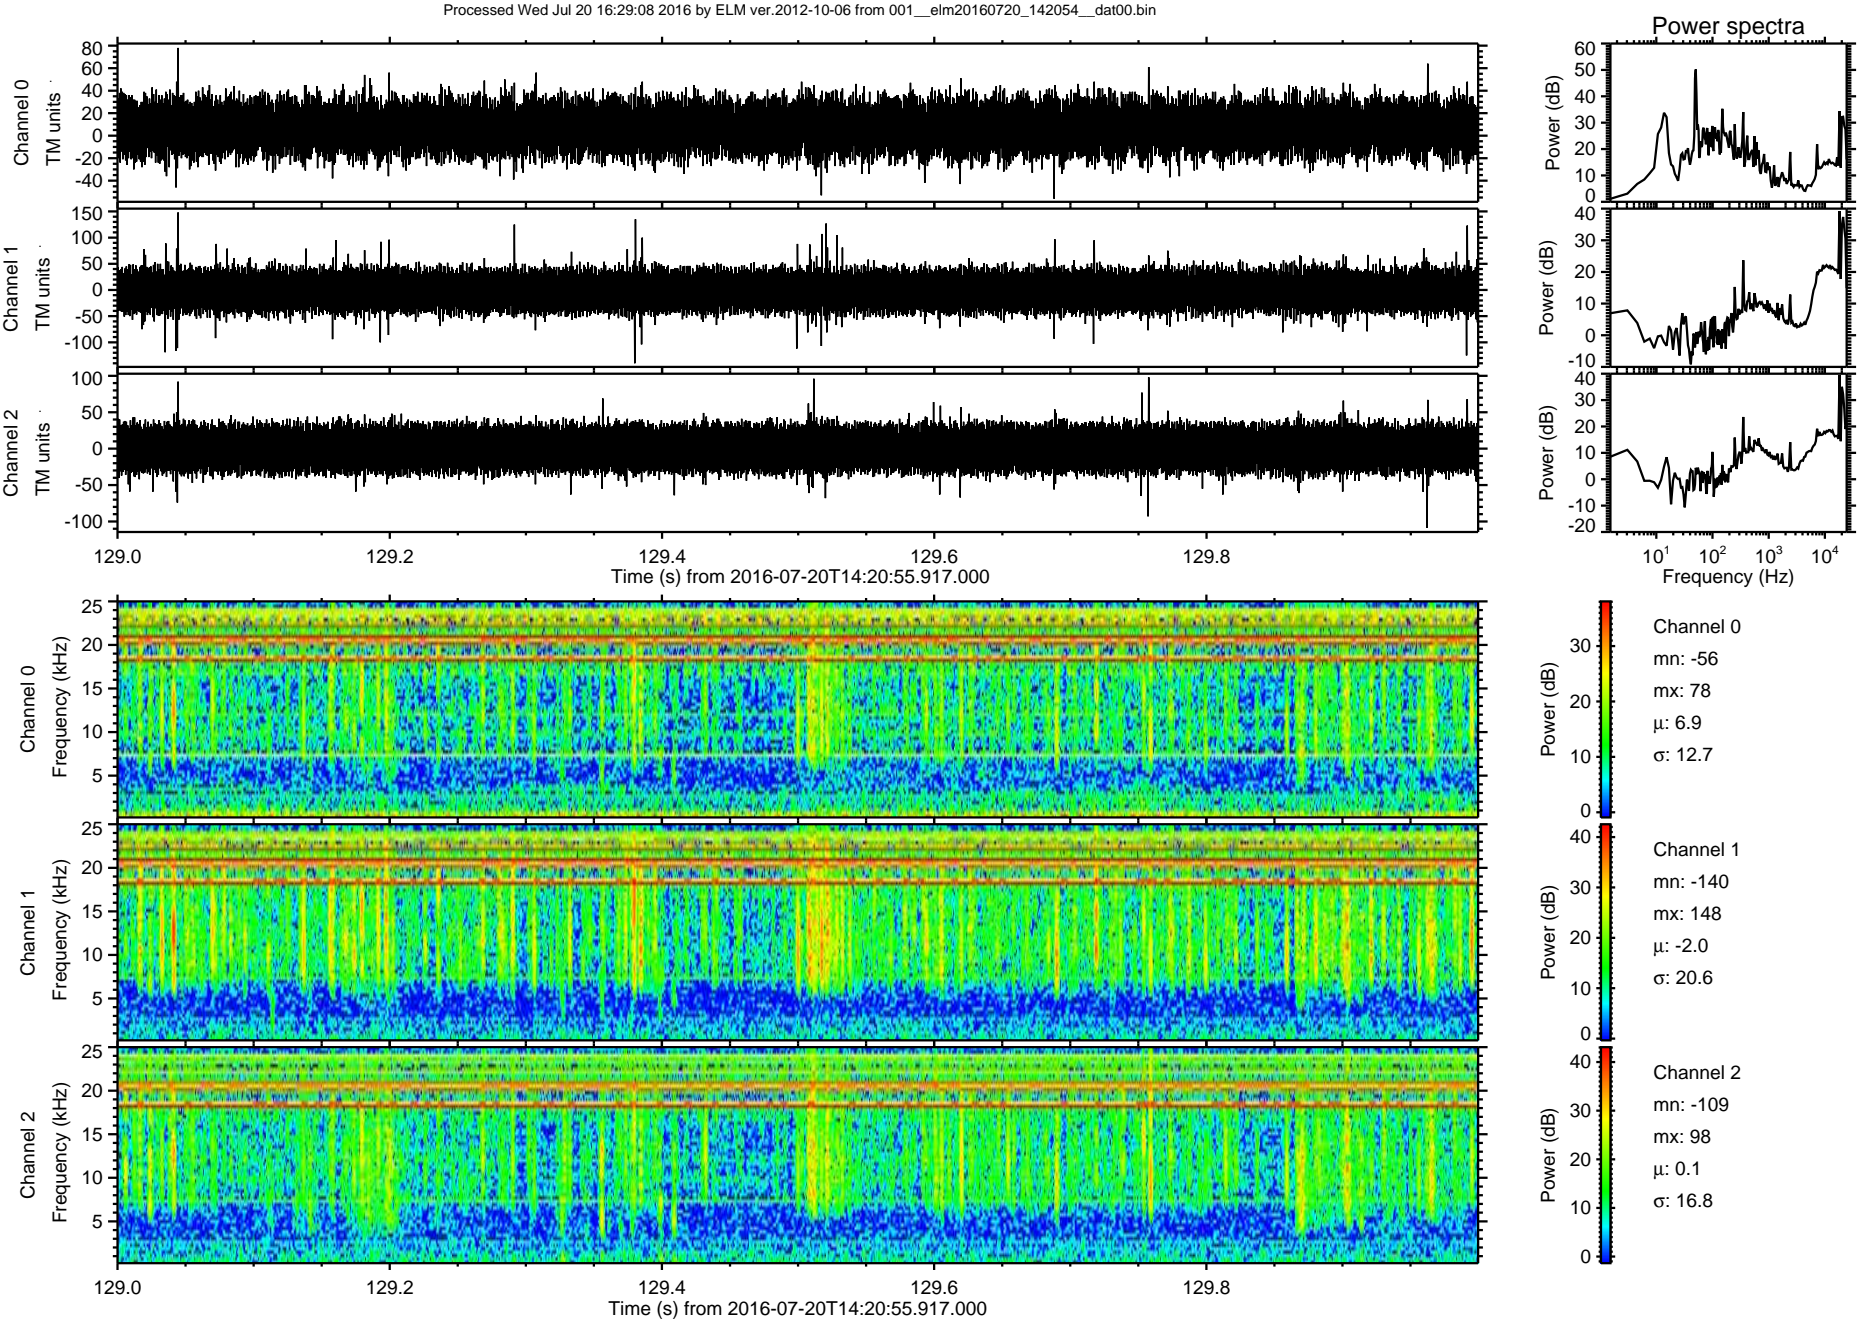 Processed Wed Jul 20 16:29:08 2016 by ELM ver.2012-10-06 from 001__elm20160720_142054__dat00.bin
Power spectra
Channel 0
TM units
80
60
40
20
0
-20
-40
Power (dB)
60
50
40
30
20
10
0
Channel 1
TM units
150
100
50
0
-50
-100
Power (dB)
40
30
20
10
0
-10
Channel 2
TM units
100
50
0
-50
-100
Power (dB)
40
30
20
10
0
-10
-20
129.0 129.2 129.4 129.6 129.8
Time (s) from 2016-07-20T14:20:55.917.000
10¹ 10² 10³ 10⁴
Frequency (Hz)
Channel 0
Frequency (kHz)
25
20
15
10
5
Power (dB)
30
20
10
0
Channel 0
mn: -56
mx: 78
μ: 6.9
σ: 12.7
Channel 1
Frequency (kHz)
25
20
15
10
5
Power (dB)
40
30
20
10
0
Channel 1
mn: -140
mx: 148
μ: -2.0
σ: 20.6
Channel 2
Frequency (kHz)
25
20
15
10
5
Power (dB)
40
30
20
10
0
Channel 2
mn: -109
mx: 98
μ: 0.1
σ: 16.8
129.0 129.2 129.4 129.6 129.8
Time (s) from 2016-07-20T14:20:55.917.000